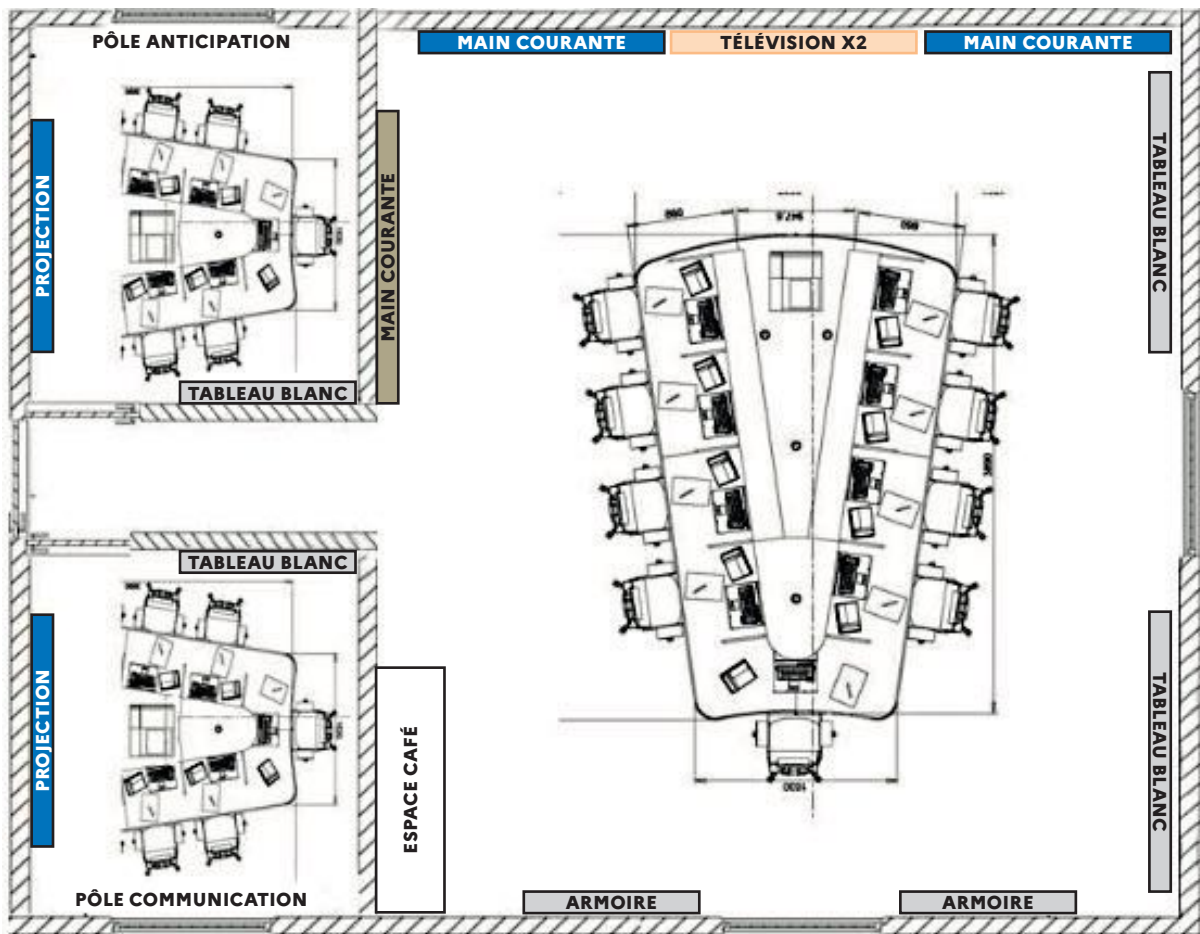 PÔLE ANTICIPATION
MAIN COURANTE
TÉLÉVISION X2
MAIN COURANTE
PROJECTION
MAIN COURANTE
TABLEAU BLANC
TABLEAU BLANC
TABLEAU BLANC
PROJECTION
ESPACE CAFÉ
TABLEAU BLANC
PÔLE COMMUNICATION
ARMOIRE
ARMOIRE